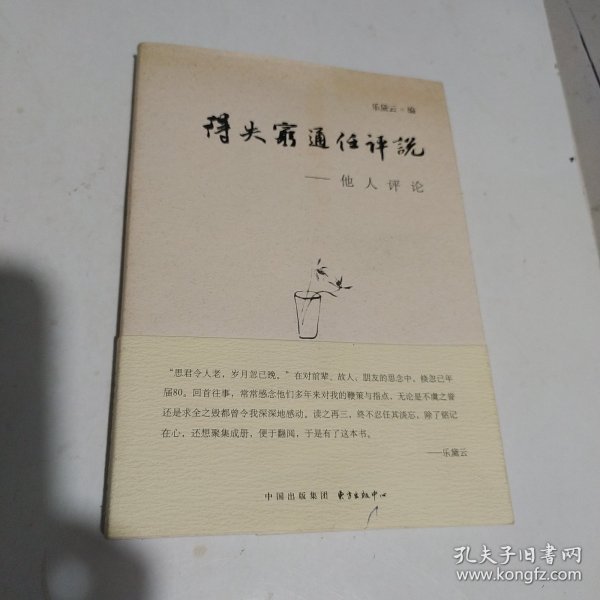 乐黛云·编
得失窮通任评説
——他人评论
“思君令人老，岁月忽已晚。”在对前辈、故人、朋友的思念中，倏忽已年
届80。回首往事，常常感念他们多年来对我的鞭策与指点，无论是不虞之誉
还是求全之毁都曾令我深深地感动。读之再三，终不忍任其淡忘，除了铭记
在心，还想聚集成册，便于翻阅，于是有了这本书。
——乐黛云
中国出版集团 东方出版中心
孔夫子旧书网
www.kongfz.com